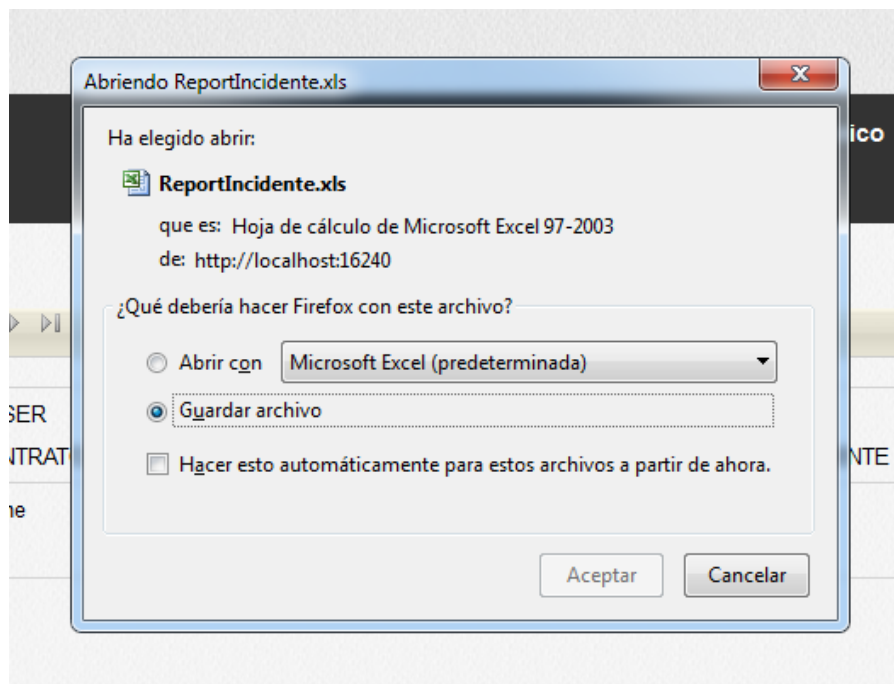 Abriendo ReportIncidente.xls
ico
Ha elegido abrir:
ReportIncidente.xls
que es: Hoja de cálculo de Microsoft Excel 97-2003
de: http://localhost:16240
¿Qué debería hacer Firefox con este archivo?
Abrir con Microsoft Excel (predeterminada)
SER
Guardar archivo
NTRAT
NTE
Hacer esto automáticamente para estos archivos a partir de ahora.
ne
Aceptar Cancelar